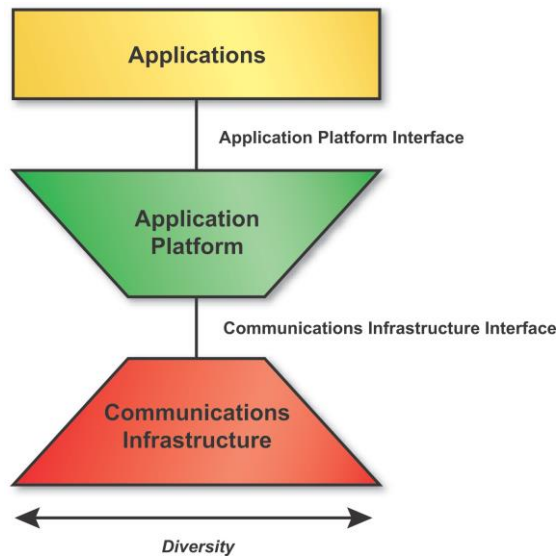 Applications
Application Platform Interface
Application
Platform
Communications Infrastructure Interface
Communications
Infrastructure
Diversity